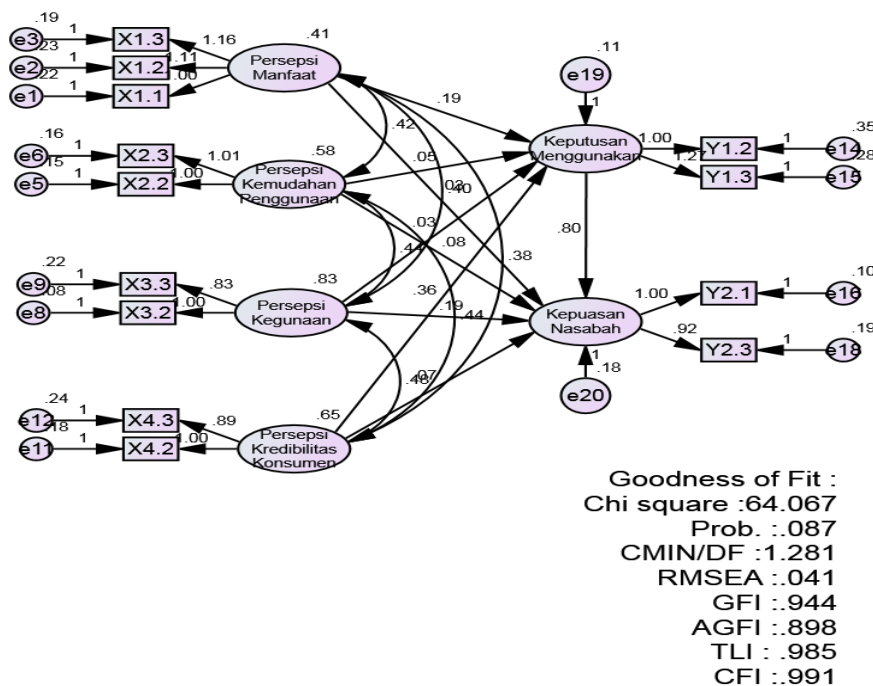 .19
e3
1
X1.3
1.16
.41
.23
e2
1
X1.2
1.11
Persepsi
Manfaat
.22
e1
1
X1.1
1.00
.11
e19
1
.19
.42
.16
e6
1
X2.3
1.01
.58
.15
e5
1
X2.2
1.00
Persepsi
Kemudahan
Penggunaan
.05
Keputusan
Menggunakan
1.00
Y1.2
1
.35
e14
1.27
Y1.3
1
.28
e15
.40
.03
.08
.44
.38
.80
.22
e9
1
X3.3
.83
.83
.08
e8
1
X3.2
1.00
Persepsi
Kegunaan
.36
.19
.44
Kepuasan
Nasabah
1.00
Y2.1
1
.10
e16
.92
Y2.3
1
.19
e18
1
.18
e20
.07
.48
.24
e12
1
X4.3
.89
.65
.18
e11
1
X4.2
1.00
Persepsi
Kredibilitas
Konsumen
Goodness of Fit :
Chi square :64.067
Prob. :.087
CMIN/DF :1.281
RMSEA :.041
GFI :.944
AGFI :.898
TLI : .985
CFI :.991